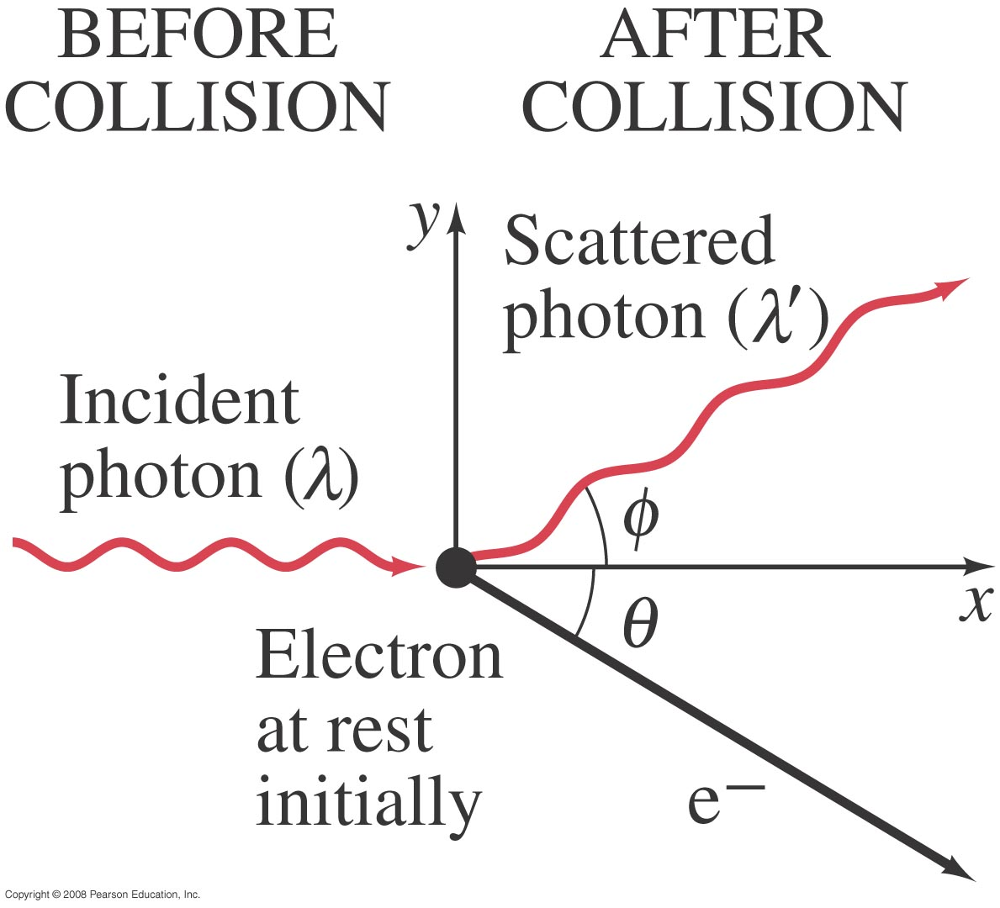 BEFORE
COLLISION
AFTER
COLLISION
y
Scattered
photon (λ′)
Incident
photon (λ)
ϕ
x
θ
Electron
at rest
initially
e−
Copyright © 2008 Pearson Education, Inc.